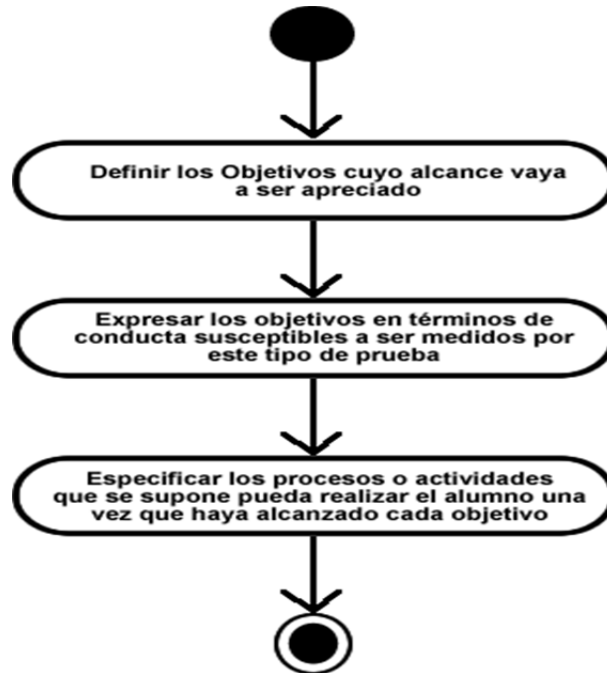 Definir los Objetivos cuyo alcance vaya
a ser apreciado
Expresar los objetivos en términos de
conducta susceptibles a ser medidos por
este tipo de prueba
Especificar los procesos o actividades
que se supone pueda realizar el alumno una
vez que haya alcanzado cada objetivo